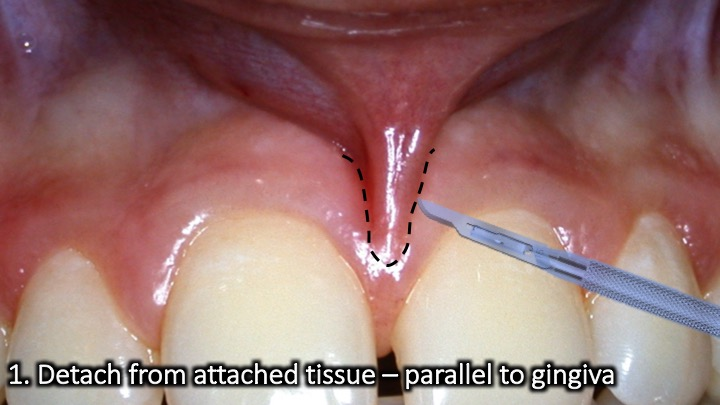 1. Detach from attached tissue – parallel to gingiva